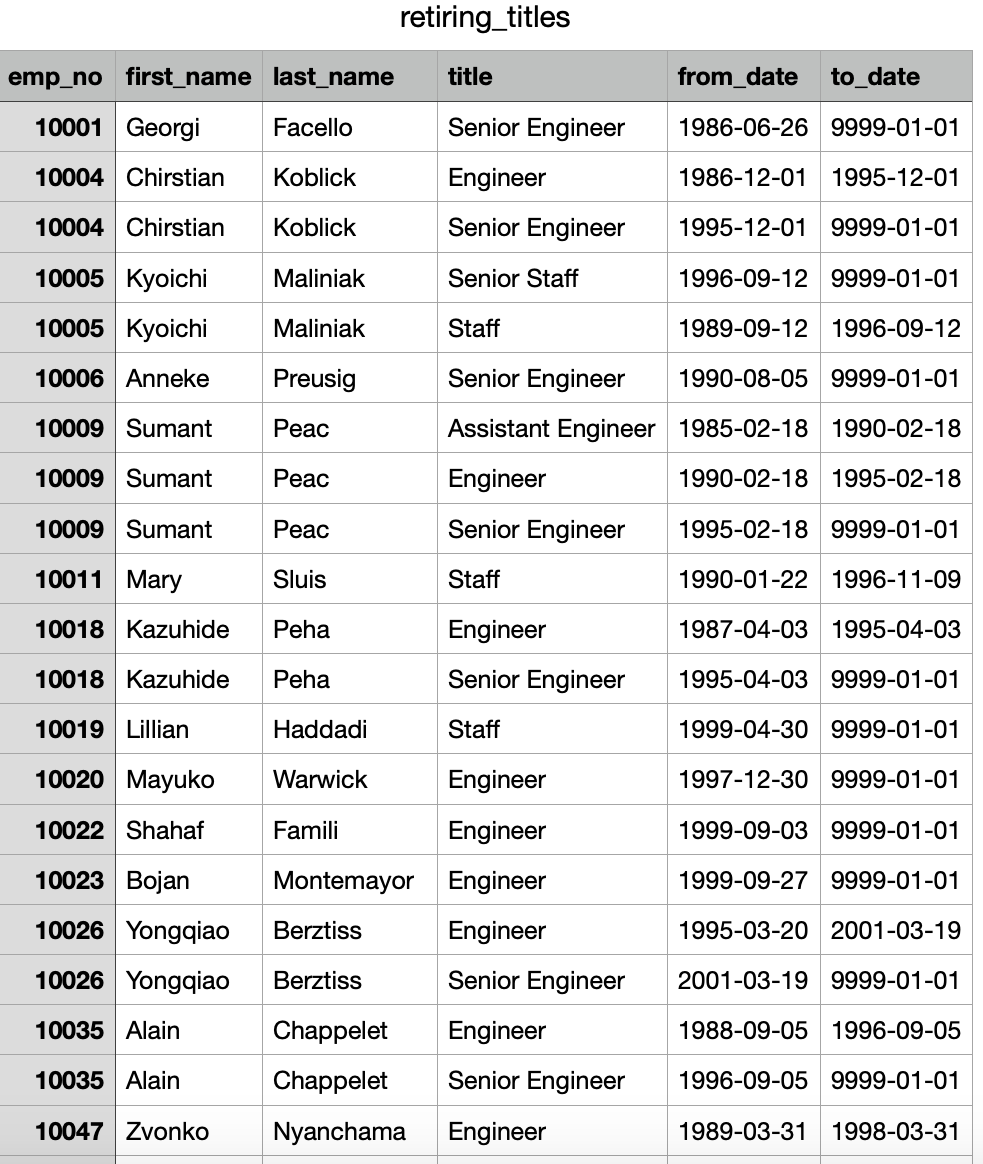 retiring_titles
emp_no first_name last_name title from_date to_date
10001 Georgi Facello Senior Engineer 1986-06-26 9999-01-01
10004 Chirstian Koblick Engineer 1986-12-01 1995-12-01
10004 Chirstian Koblick Senior Engineer 1995-12-01 9999-01-01
10005 Kyoichi Maliniak Senior Staff 1996-09-12 9999-01-01
10005 Kyoichi Maliniak Staff 1989-09-12 1996-09-12
10006 Anneke Preusig Senior Engineer 1990-08-05 9999-01-01
10009 Sumant Peac Assistant Engineer 1985-02-18 1990-02-18
10009 Sumant Peac Engineer 1990-02-18 1995-02-18
10009 Sumant Peac Senior Engineer 1995-02-18 9999-01-01
10011 Mary Sluis Staff 1990-01-22 1996-11-09
10018 Kazuhide Peha Engineer 1987-04-03 1995-04-03
10018 Kazuhide Peha Senior Engineer 1995-04-03 9999-01-01
10019 Lillian Haddadi Staff 1999-04-30 9999-01-01
10020 Mayuko Warwick Engineer 1997-12-30 9999-01-01
10022 Shahaf Famili Engineer 1999-09-03 9999-01-01
10023 Bojan Montemayor Engineer 1999-09-27 9999-01-01
10026 Yongqiao Berztiss Engineer 1995-03-20 2001-03-19
10026 Yongqiao Berztiss Senior Engineer 2001-03-19 9999-01-01
10035 Alain Chappelet Engineer 1988-09-05 1996-09-05
10035 Alain Chappelet Senior Engineer 1996-09-05 9999-01-01
10047 Zvonko Nyanchama Engineer 1989-03-31 1998-03-31